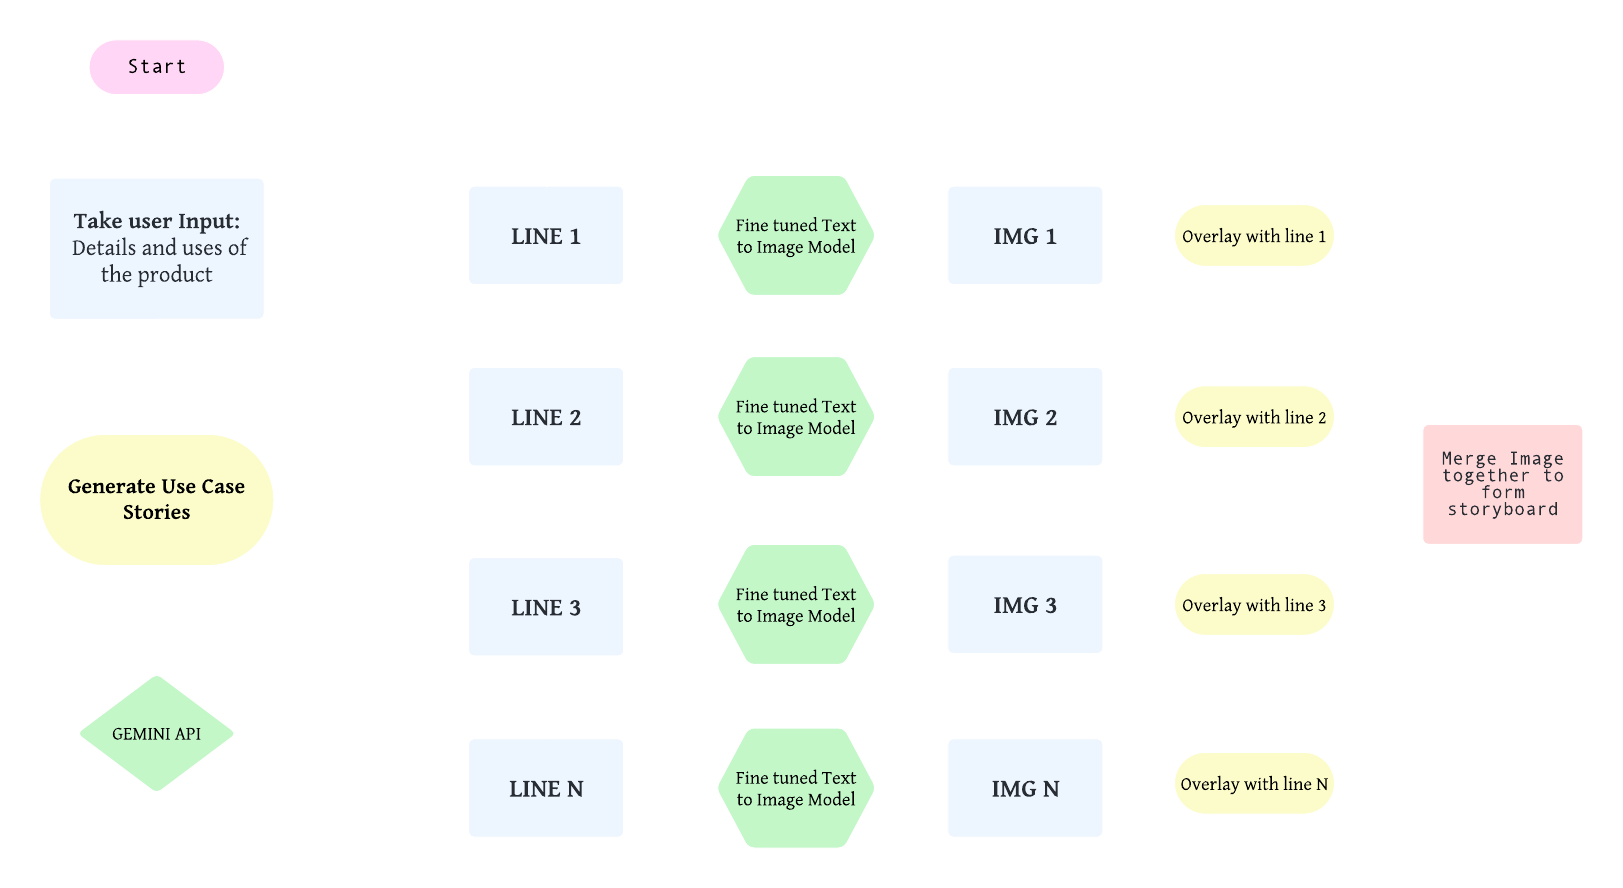 Start
Take user Input:
Details and uses of
the product
Generate Use Case
Stories
GEMINI API
LINE 1
Fine tuned Text
to Image Model
IMG 1
Overlay with line 1
LINE 2
Fine tuned Text
to Image Model
IMG 2
Overlay with line 2
LINE 3
Fine tuned Text
to Image Model
IMG 3
Overlay with line 3
LINE N
Fine tuned Text
to Image Model
IMG N
Overlay with line N
Merge Image
together to
form
storyboard